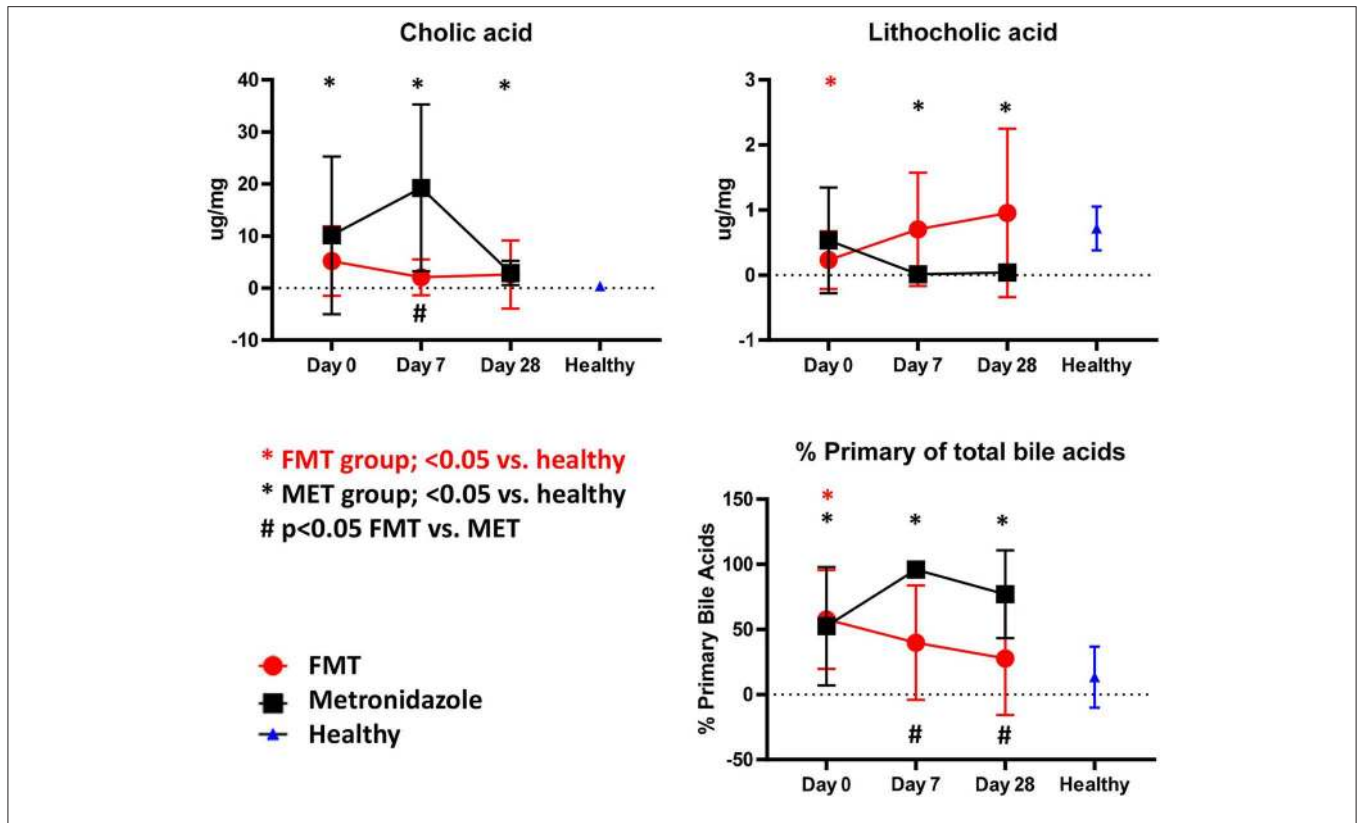 Cholic acid
40
30
20
10
0
-10
ug/mg
* * *
#
Day 0 Day 7 Day 28 Healthy
Lithocholic acid
3
2
1
0
-1
ug/mg
* * *
Day 0 Day 7 Day 28 Healthy
* FMT group; <0.05 vs. healthy
* MET group; <0.05 vs. healthy
# p<0.05 FMT vs. MET
FMT
Metronidazole
Healthy
% Primary of total bile acids
150
100
50
0
-50
% Primary Bile Acids
*
* * *
# #
Day 0 Day 7 Day 28 Healthy